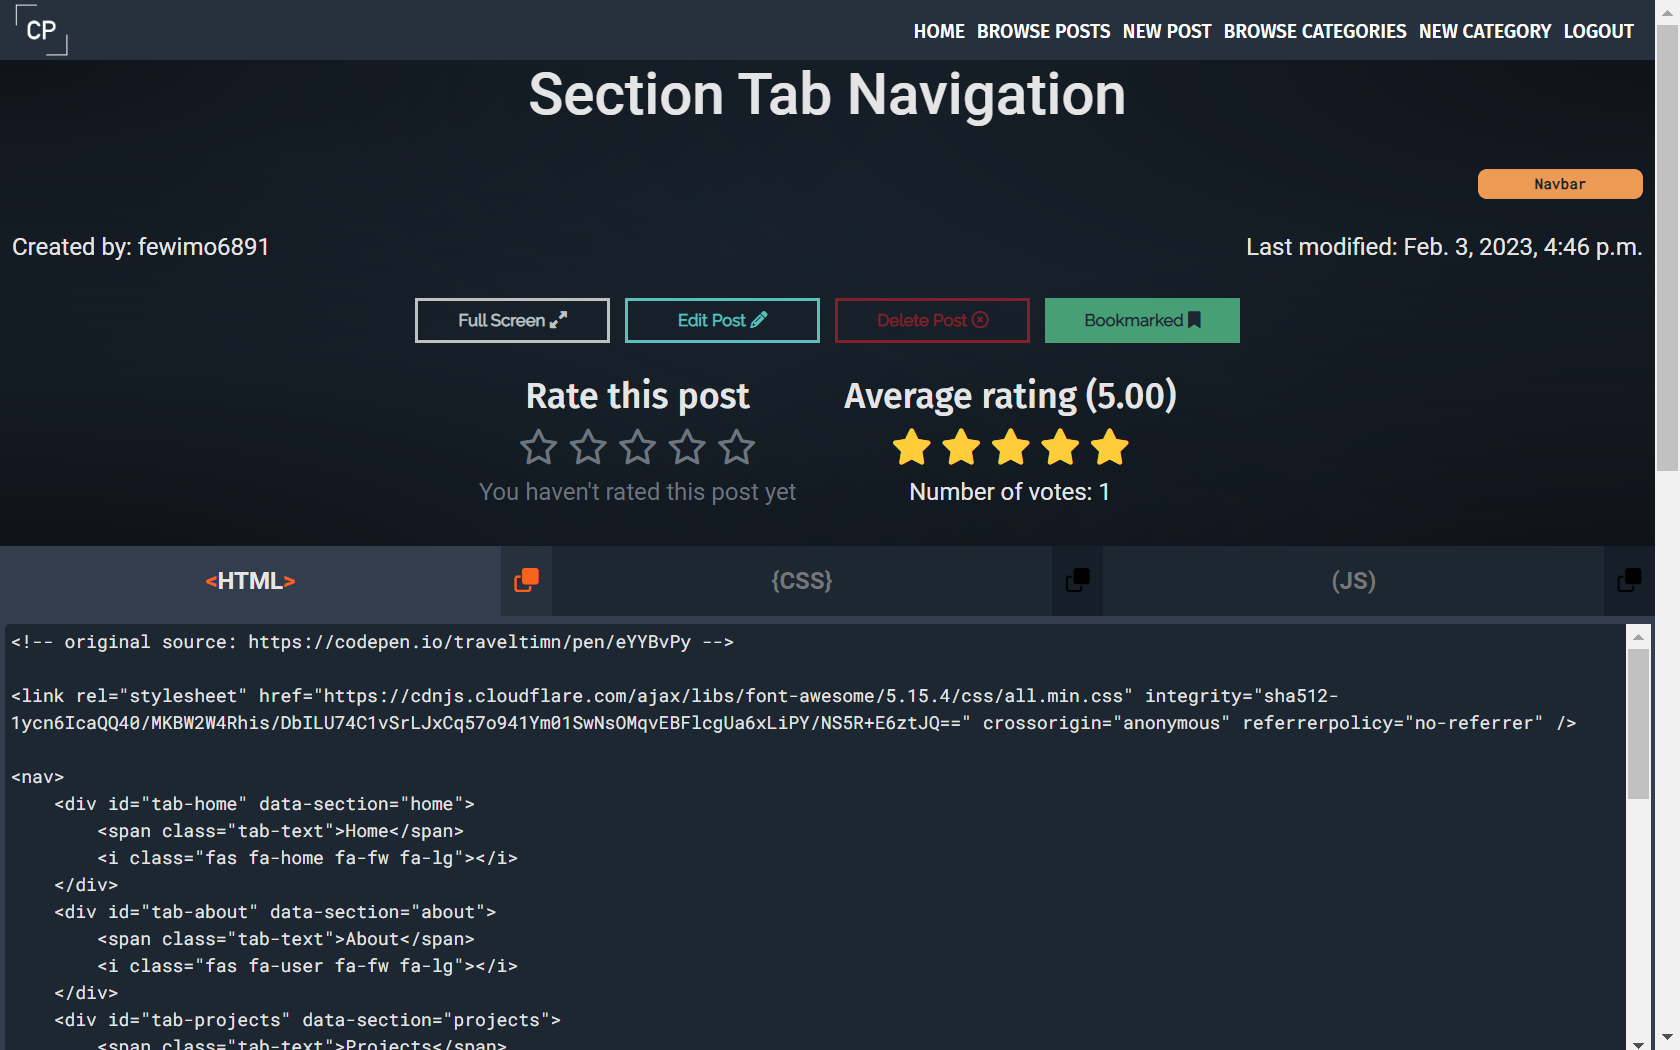 CP
HOME BROWSE POSTS NEW POST BROWSE CATEGORIES NEW CATEGORY LOGOUT
Section Tab Navigation
Navbar
Created by: fewimo6891
Last modified: Feb. 3, 2023, 4:46 p.m.
Full Screen Edit Post Delete Post Bookmarked
Rate this post Average rating (5.00)
You haven't rated this post yet Number of votes: 1
<HTML> {CSS} (JS)
<!-- original source: https://codepen.io/traveltimn/pen/eYYBvPy -->
<link rel="stylesheet" href="https://cdnjs.cloudflare.com/ajax/libs/font-awesome/5.15.4/css/all.min.css" integrity="sha512-
1ycn6IcaQQ40/MKBW2W4Rhis/DbILU74C1vSrLJxCq57o941Ym01SwNsOMqvEBFlcgUa6xLiPY/NS5R+E6ztJQ==" crossorigin="anonymous" referrerpolicy="no-referrer" />
<nav>
    <div id="tab-home" data-section="home">
        <span class="tab-text">Home</span>
        <i class="fas fa-home fa-fw fa-lg"></i>
    </div>
    <div id="tab-about" data-section="about">
        <span class="tab-text">About</span>
        <i class="fas fa-user fa-fw fa-lg"></i>
    </div>
    <div id="tab-projects" data-section="projects">
        <span class="tab-text">Projects</span>